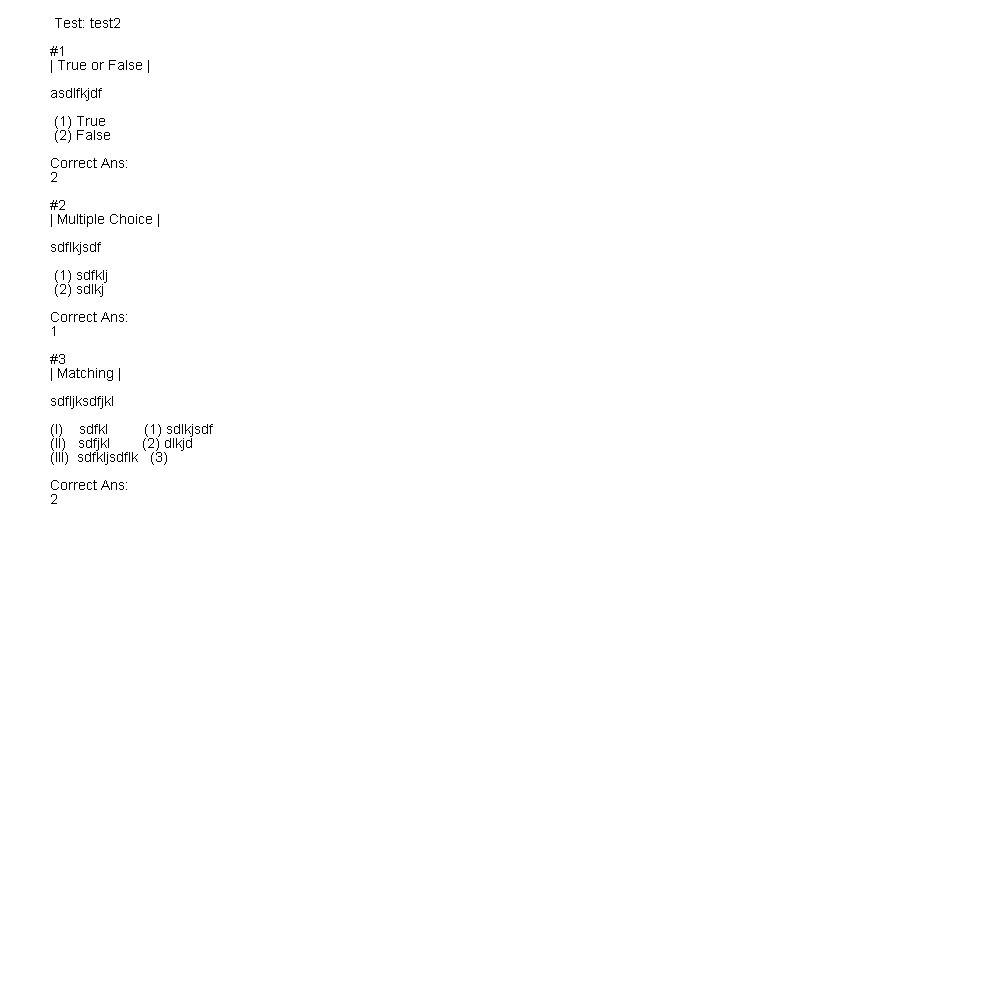 Test: test2
#1
| True or False |
asdlfkjdf
(1) True
(2) False
Correct Ans:
2
#2
| Multiple Choice |
sdflkjsdf
(1) sdfklj
(2) sdlkj
Correct Ans:
1
#3
| Matching |
sdfljksdfjkl
(I) sdfkl (1) sdlkjsdf
(II) sdfjkl (2) dlkjd
(III) sdfkljsdflk (3)
Correct Ans:
2